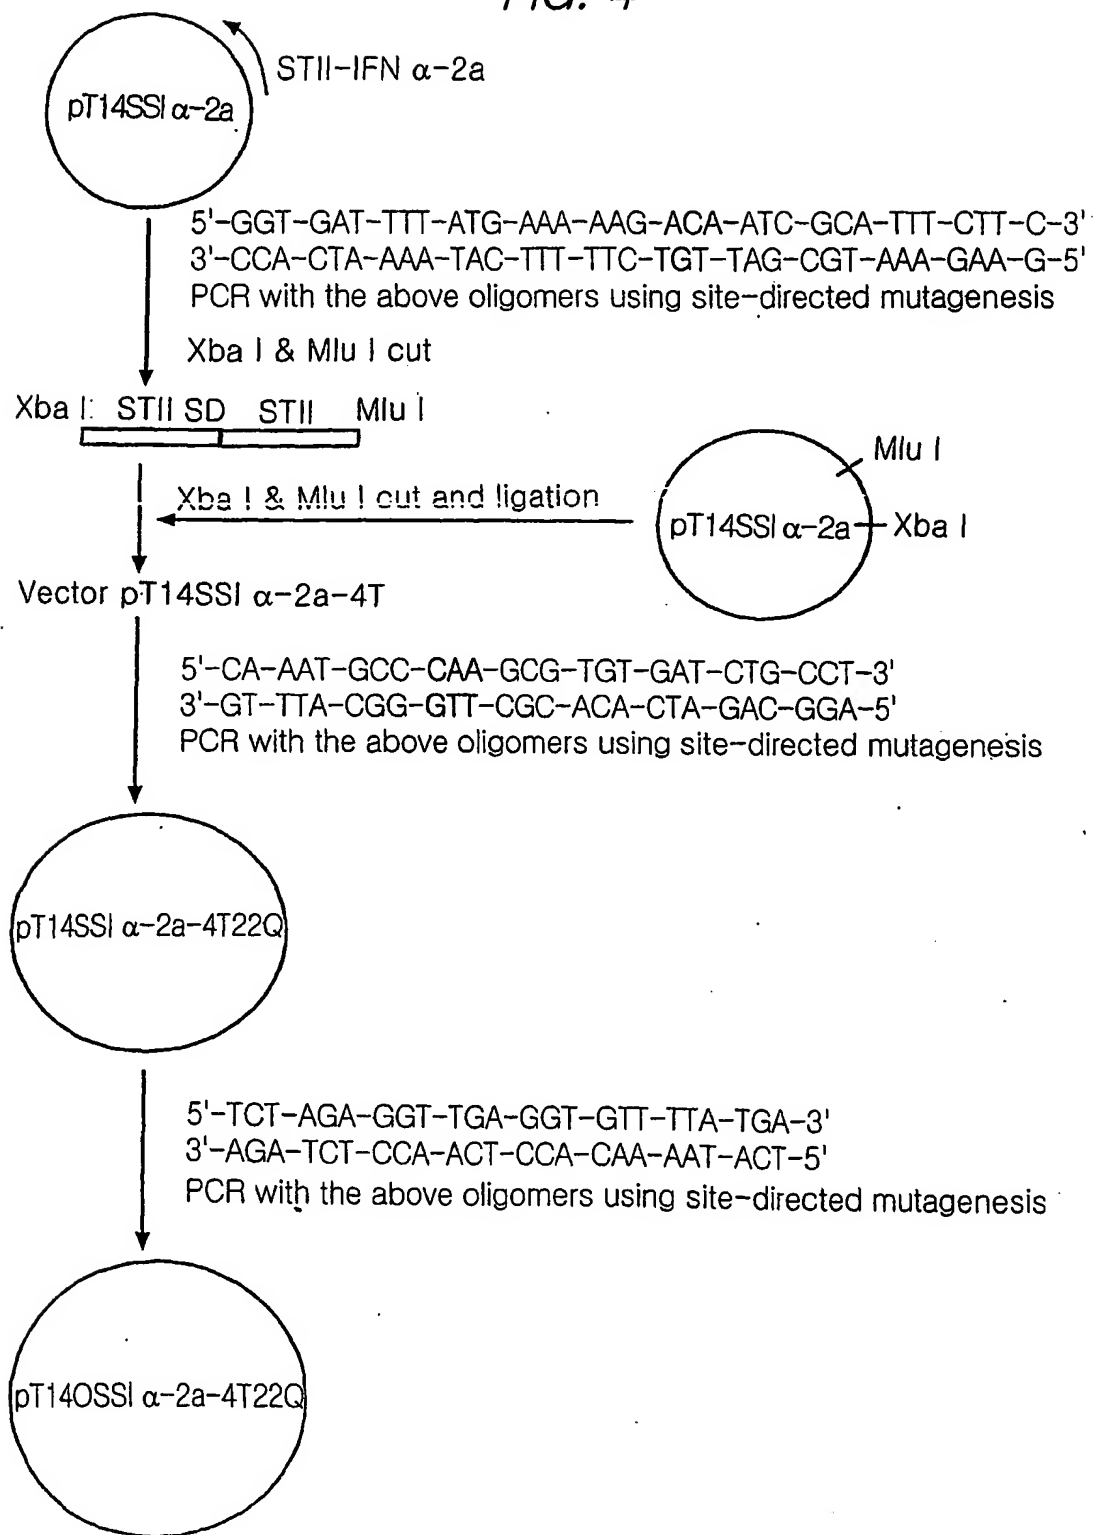 FIG. 4
STII-IFN α-2a
pT14SSI α-2a
5'-GGT-GAT-TTT-ATG-AAA-AAG-ACA-ATC-GCA-TTT-CTT-C-3'
3'-CCA-CTA-AAA-TAC-TTT-TTC-TGT-TAG-CGT-AAA-GAA-G-5'
PCR with the above oligomers using site-directed mutagenesis
Xba I & Mlu I cut
Xba I STII SD STII Mlu I
Mlu I
Xba I & Mlu I cut and ligation
pT14SSI α-2a Xba I
Vector pT14SSI α-2a-4T
5'-CA-AAT-GCC-CAA-GCG-TGT-GAT-CTG-CCT-3'
3'-GT-TTA-CGG-GTT-CGC-ACA-CTA-GAC-GGA-5'
PCR with the above oligomers using site-directed mutagenesis
pT14SSI α-2a-4T22Q
5'-TCT-AGA-GGT-TGA-GGT-GTT-TTA-TGA-3'
3'-AGA-TCT-CCA-ACT-CCA-CAA-AAT-ACT-5'
PCR with the above oligomers using site-directed mutagenesis
pT14OSSI α-2a-4T22Q